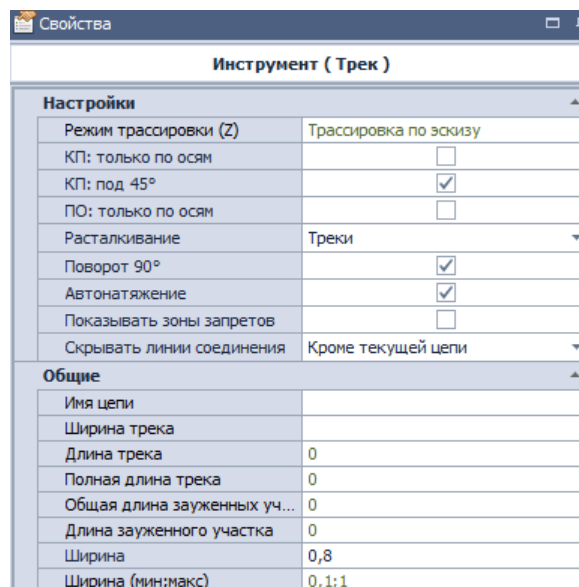 Свойства
Инструмент ( Трек )
Настройки
Режим трассировки (Z) Трассировка по эскизу
КП: только по осям
КП: под 45°
ПО: только по осям
Расталкивание Треки
Поворот 90°
Автонатяжение
Показывать зоны запретов
Скрывать линии соединения Кроме текущей цепи
Общие
Имя цепи
Ширина трека
Длина трека 0
Полная длина трека 0
Общая длина зауженных уч... 0
Длина зауженного участка 0
Ширина 0,8
Ширина (мин;макс) 0,1;1